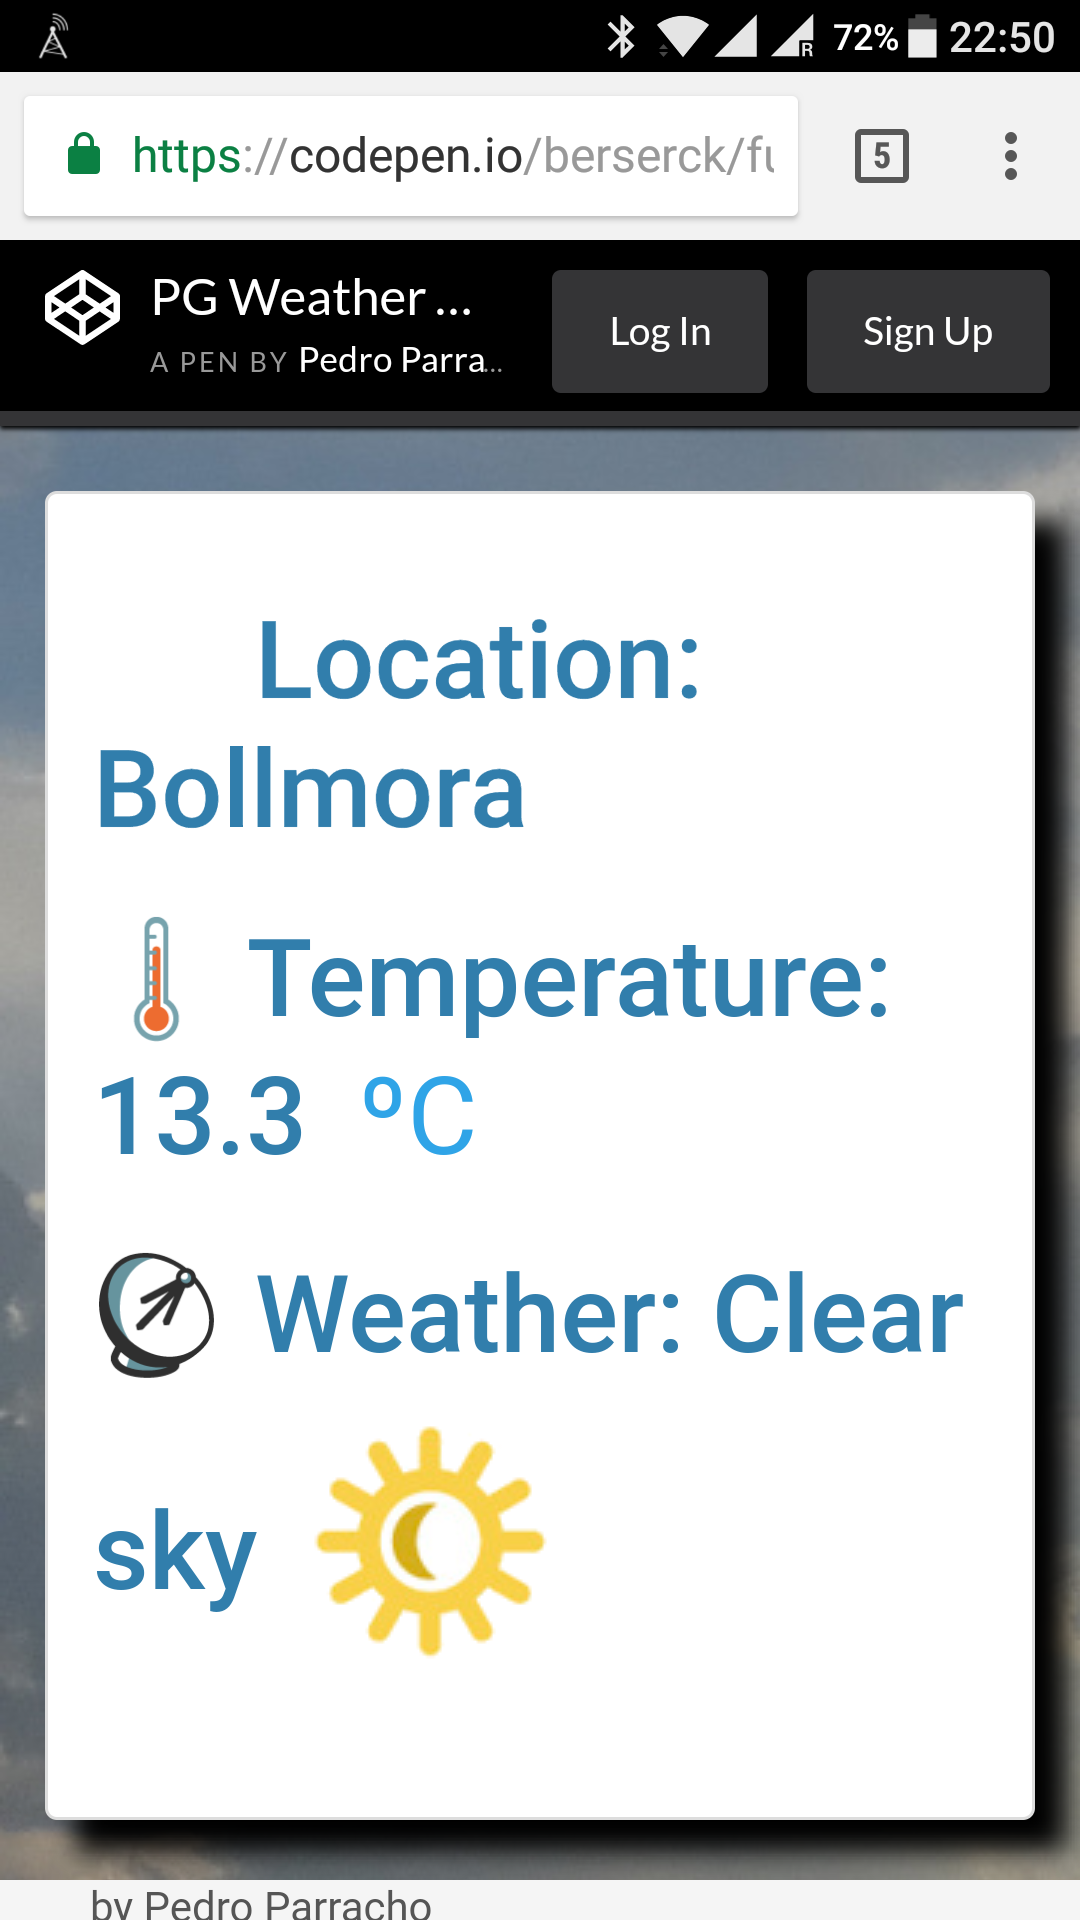 72% 22:50
https://codepen.io/berserck/fu
5
PG Weather ...
Log In
Sign Up
A PEN BY Pedro Parra...
Location:
Bollmora
Temperature:
13.3 ºC
Weather: Clear
sky
by Pedro Parracho